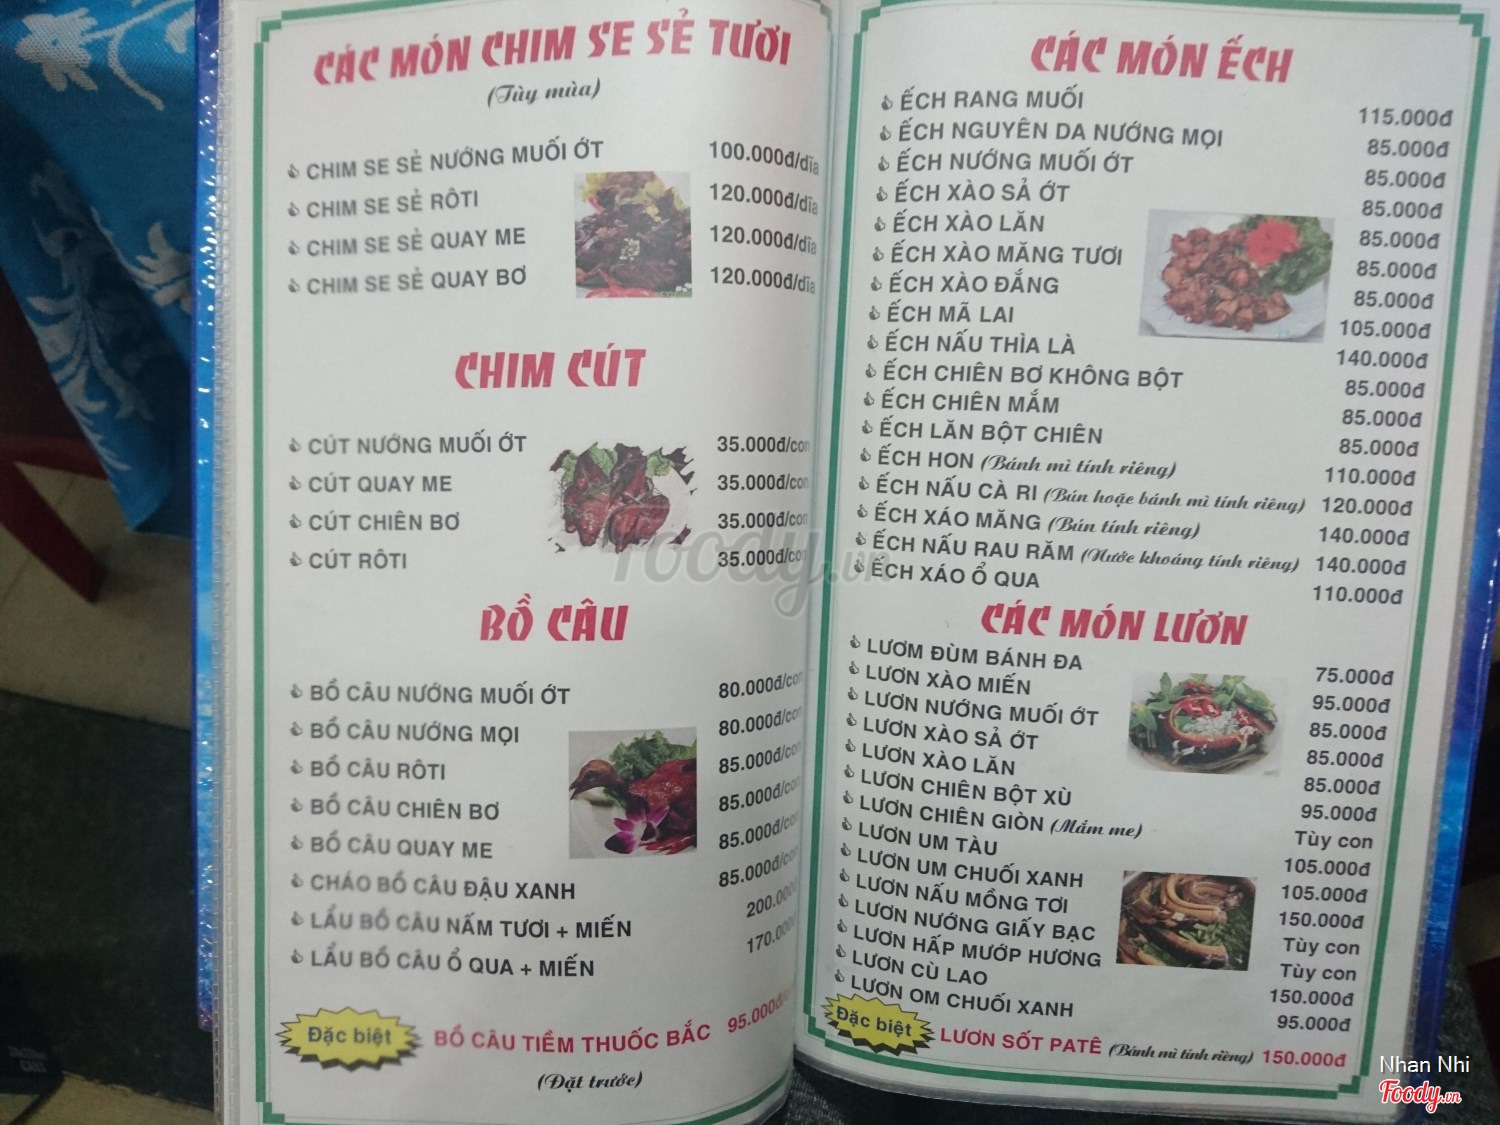 CÁC MÓN CHIM SE SẺ TƯƠI
(Tùy mùa)
CHIM SE SẺ NƯỚNG MUỐI ỚT 100.000đ/dĩa
CHIM SE SẺ RÔTI 120.000đ/dĩa
CHIM SE SẺ QUAY ME 120.000đ/dĩa
CHIM SE SẺ QUAY BƠ 120.000đ/dĩa
CHIM CÚT
CÚT NƯỚNG MUỐI ỚT 35.000đ/con
CÚT QUAY ME 35.000đ/con
CÚT CHIÊN BƠ 35.000đ/con
CÚT RÔTI 35.000đ/con
BỒ CÂU
BỒ CÂU NƯỚNG MUỐI ỚT 80.000đ/con
BỒ CÂU NƯỚNG MỌI 80.000đ/con
BỒ CÂU RÔTI 85.000đ/con
BỒ CÂU CHIÊN BƠ 85.000đ/con
BỒ CÂU QUAY ME 85.000đ/con
CHÁO BỒ CÂU ĐẬU XANH 85.000đ/con
LẨU BỒ CÂU NẤM TƯƠI + MIẾN 200.000
LẨU BỒ CÂU Ổ QUA + MIẾN 170.000
Đặc biệt BỒ CÂU TIỀM THUỐC BẮC 95.000đ
(Đặt trước)
CÁC MÓN ẾCH
ẾCH RANG MUỐI 115.000đ
ẾCH NGUYÊN DA NƯỚNG MỌI 85.000đ
ẾCH NƯỚNG MUỐI ỚT 85.000đ
ẾCH XÀO SẢ ỚT 85.000đ
ẾCH XÀO LĂN 85.000đ
ẾCH XÀO MĂNG TƯƠI 85.000đ
ẾCH XÀO ĐẮNG 85.000đ
ẾCH MÃ LAI 105.000đ
ẾCH NẤU THÌA LÀ 140.000đ
ẾCH CHIÊN BƠ KHÔNG BỘT 85.000đ
ẾCH CHIÊN MẮM 85.000đ
ẾCH LĂN BỘT CHIÊN 85.000đ
ẾCH HON (Bánh mì tính riêng) 110.000đ
ẾCH NẤU CÀ RI (Bún hoặc bánh mì tính riêng) 120.000đ
ẾCH XÁO MĂNG (Bún tính riêng) 140.000đ
ẾCH NẤU RAU RĂM (Nước khoáng tính riêng) 140.000đ
ẾCH XÁO Ổ QUA 110.000đ
CÁC MÓN LƯƠN
LƯƠM ĐÙM BÁNH ĐA 75.000đ
LƯƠN XÀO MIẾN 95.000đ
LƯƠN NƯỚNG MUỐI ỚT 85.000đ
LƯƠN XÀO SẢ ỚT 85.000đ
LƯƠN XÀO LĂN 85.000đ
LƯƠN CHIÊN BỘT XÙ 95.000đ
LƯƠN CHIÊN GIÒN (Mắm me) Tùy con
LƯƠN UM TÀU 105.000đ
LƯƠN UM CHUỐI XANH 105.000đ
LƯƠN NẤU MỒNG TƠI 150.000đ
LƯƠN NƯỚNG GIẤY BẠC Tùy con
LƯƠN HẤP MƯỚP HƯƠNG Tùy con
LƯƠN CÙ LAO 150.000đ
LƯƠN OM CHUỐI XANH 95.000đ
Đặc biệt LƯƠN SỐT PATÊ (Bánh mì tính riêng) 150.000đ
foody.vn
Nhan Nhi
Foody.vn